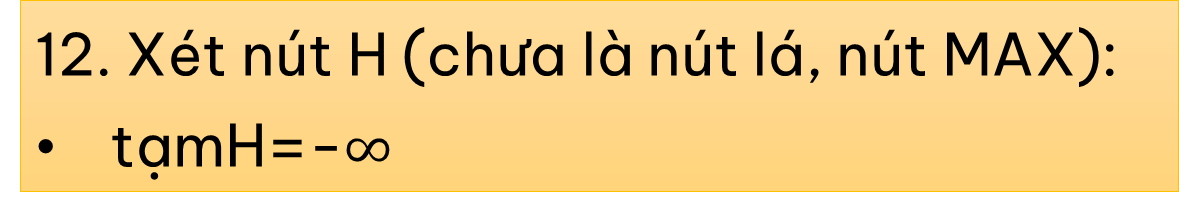 12. Xét nút H (chưa là nút lá, nút MAX):
• tạmH=-∞